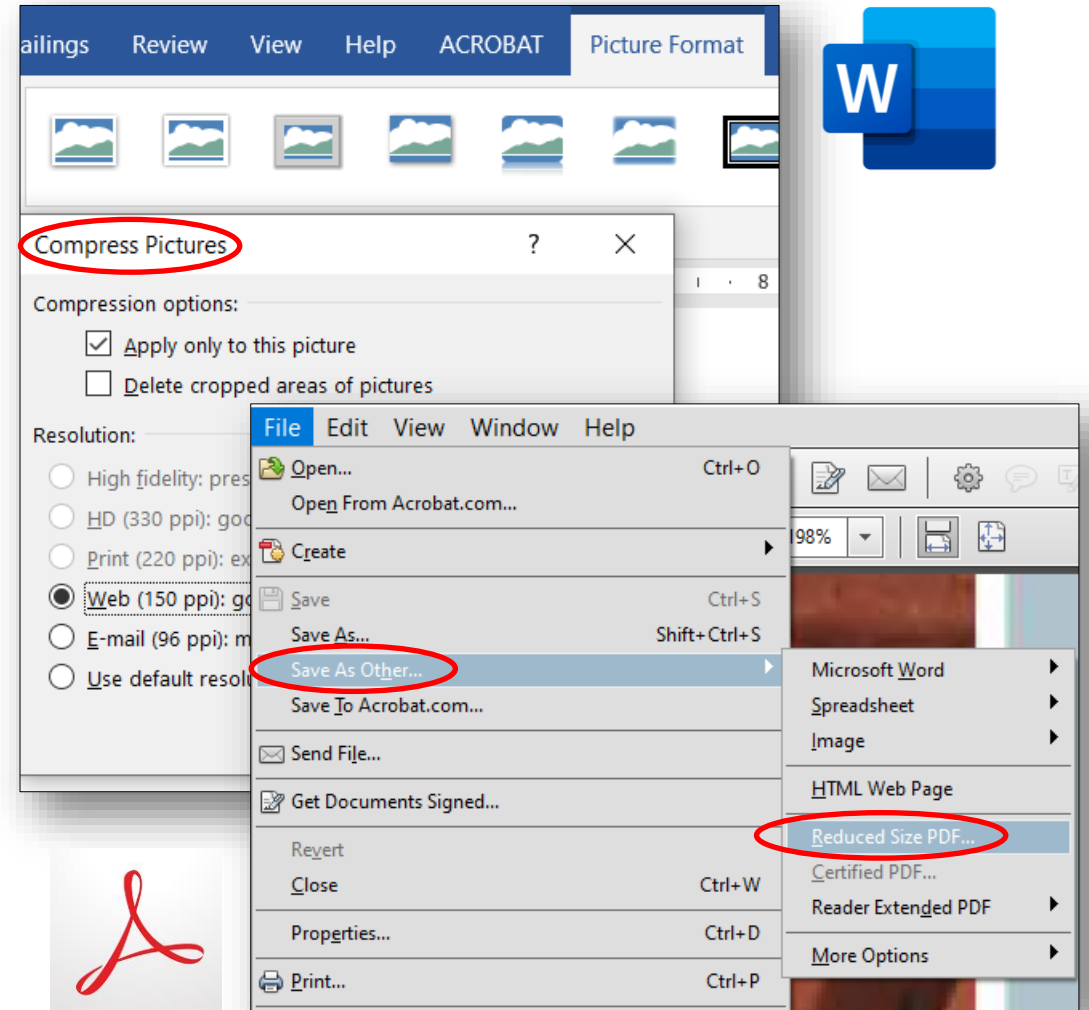 ailings Review View Help ACROBAT Picture Format
W
Compress Pictures ?
8
Compression options:
Apply only to this picture
Delete cropped areas of pictures
Resolution:
High fidelity: pres
HD (330 ppi): goo
Print (220 ppi): ex
Web (150 ppi): go
E-mail (96 ppi): m
Use default resolu
File Edit View Window Help
Open... Ctrl+O
Open From Acrobat.com...
Create
Save Ctrl+S
Save As... Shift+Ctrl+S
Save As Other...
Save To Acrobat.com...
Send File...
Get Documents Signed...
Revert
Close Ctrl+W
Properties... Ctrl+D
Print... Ctrl+P
198%
Microsoft Word
Spreadsheet
Image
HTML Web Page
Reduced Size PDF...
Certified PDF...
Reader Extended PDF
More Options